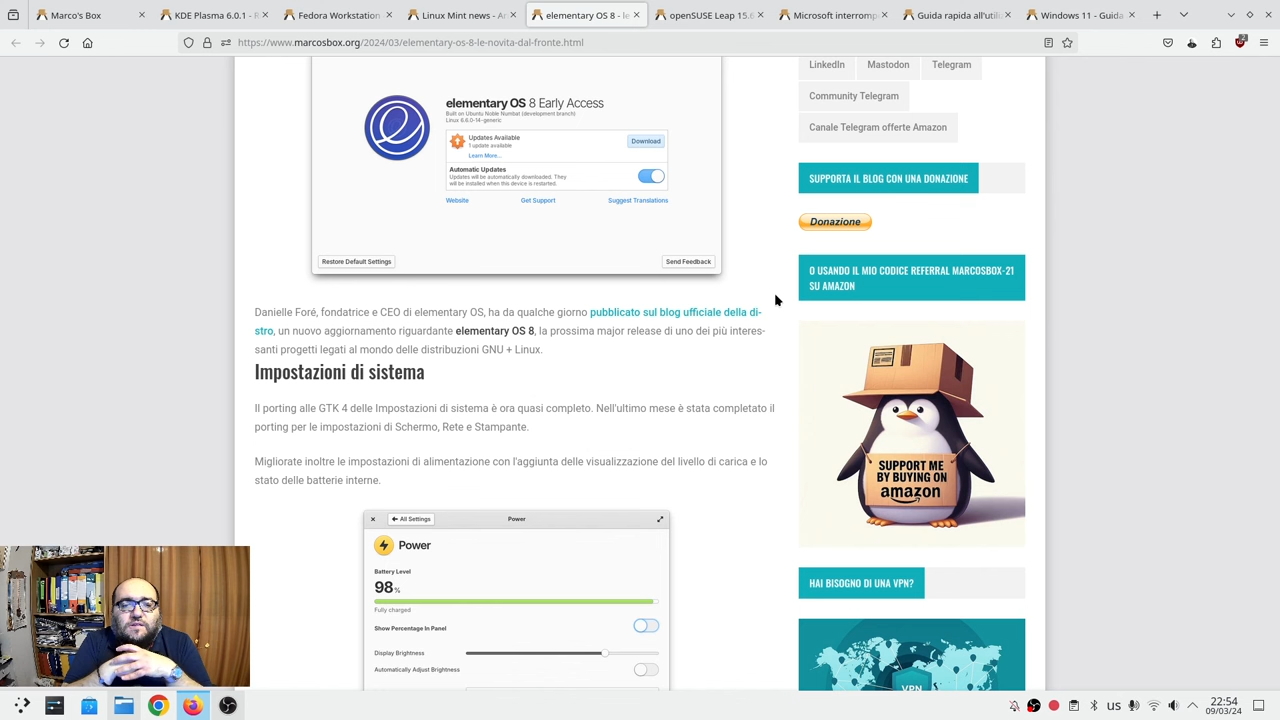 Marco's Box
KDE Plasma 6.0.1 - R
elementary OS 8 - le
openSUSE Leap 15.6
Microsoft interromp
Guida rapida all'utili
Windows 11 - Guida
https://www.marcosbox.org/2024/03/elementary-os-8-le-novita-dal-fronte.html
elementary OS 8 Early Access
Built on Ubuntu Noble Numbat (development branch)
Linux 6.6.0-14-generic
Updates Available
1 update available
Learn More...
Download
Automatic Updates
Updates will be automatically downloaded. They
will be installed when this device is restarted.
Website
Get Support
Suggest Translations
Restore Default Settings
Send Feedback
Danielle Foré, fondatrice e CEO di elementary OS, ha da qualche giorno pubblicato sul blog ufficiale della di-
stro, un nuovo aggiornamento riguardante elementary OS 8, la prossima major release di uno dei più interes-
santi progetti legati al mondo delle distribuzioni GNU + Linux.
Impostazioni di sistema
Il porting alle GTK 4 delle Impostazioni di sistema è ora quasi completo. Nell'ultimo mese è stata completato il
porting per le impostazioni di Schermo, Rete e Stampante.
Migliorate inoltre le impostazioni di alimentazione con l'aggiunta delle visualizzazione del livello di carica e lo
stato delle batterie interne.
All Settings
Power
Power
Battery Level
98%
Fully charged
Show Percentage In Panel
Display Brightness
Automatically Adjust Brightness
LinkedIn
Mastodon
Telegram
Community Telegram
Canale Telegram offerte Amazon
SUPPORTA IL BLOG CON UNA DONAZIONE
Donazione
O USANDO IL MIO CODICE REFERRAL MARCOSBOX-21
SU AMAZON
SUPPORT ME
BY BUYING ON
amazon
HAI BISOGNO DI UNA VPN?
VPN
US
22:54
09/03/24